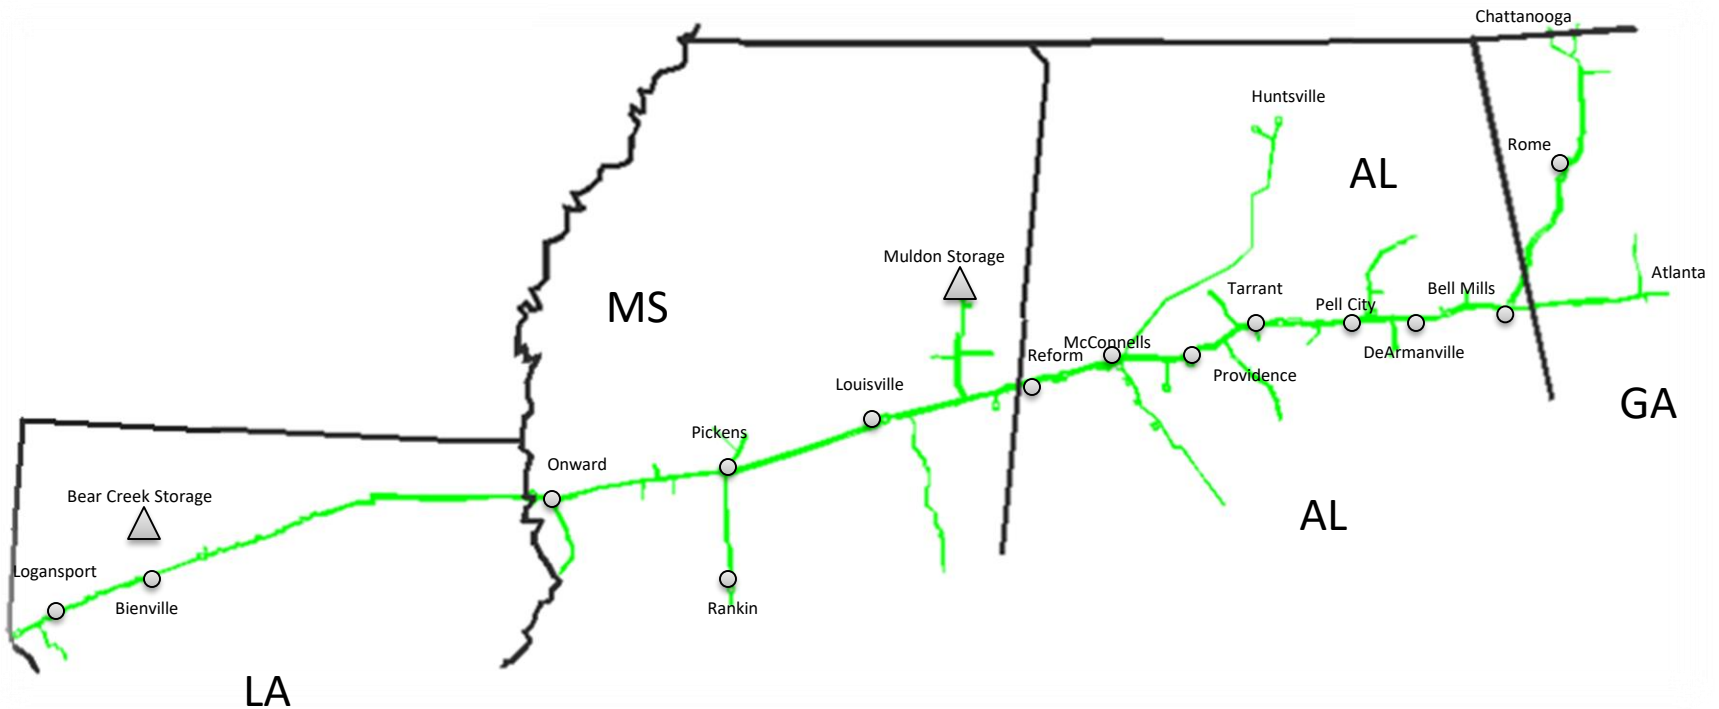 Chattanooga
Huntsville
Rome
AL
Muldon Storage
Atlanta
MS
Tarrant
Bell Mills
Pell City
McConnells
Reform
DeArmanville
Providence
Louisville
GA
Pickens
Onward
Bear Creek Storage
AL
Logansport
Bienville
Rankin
LA